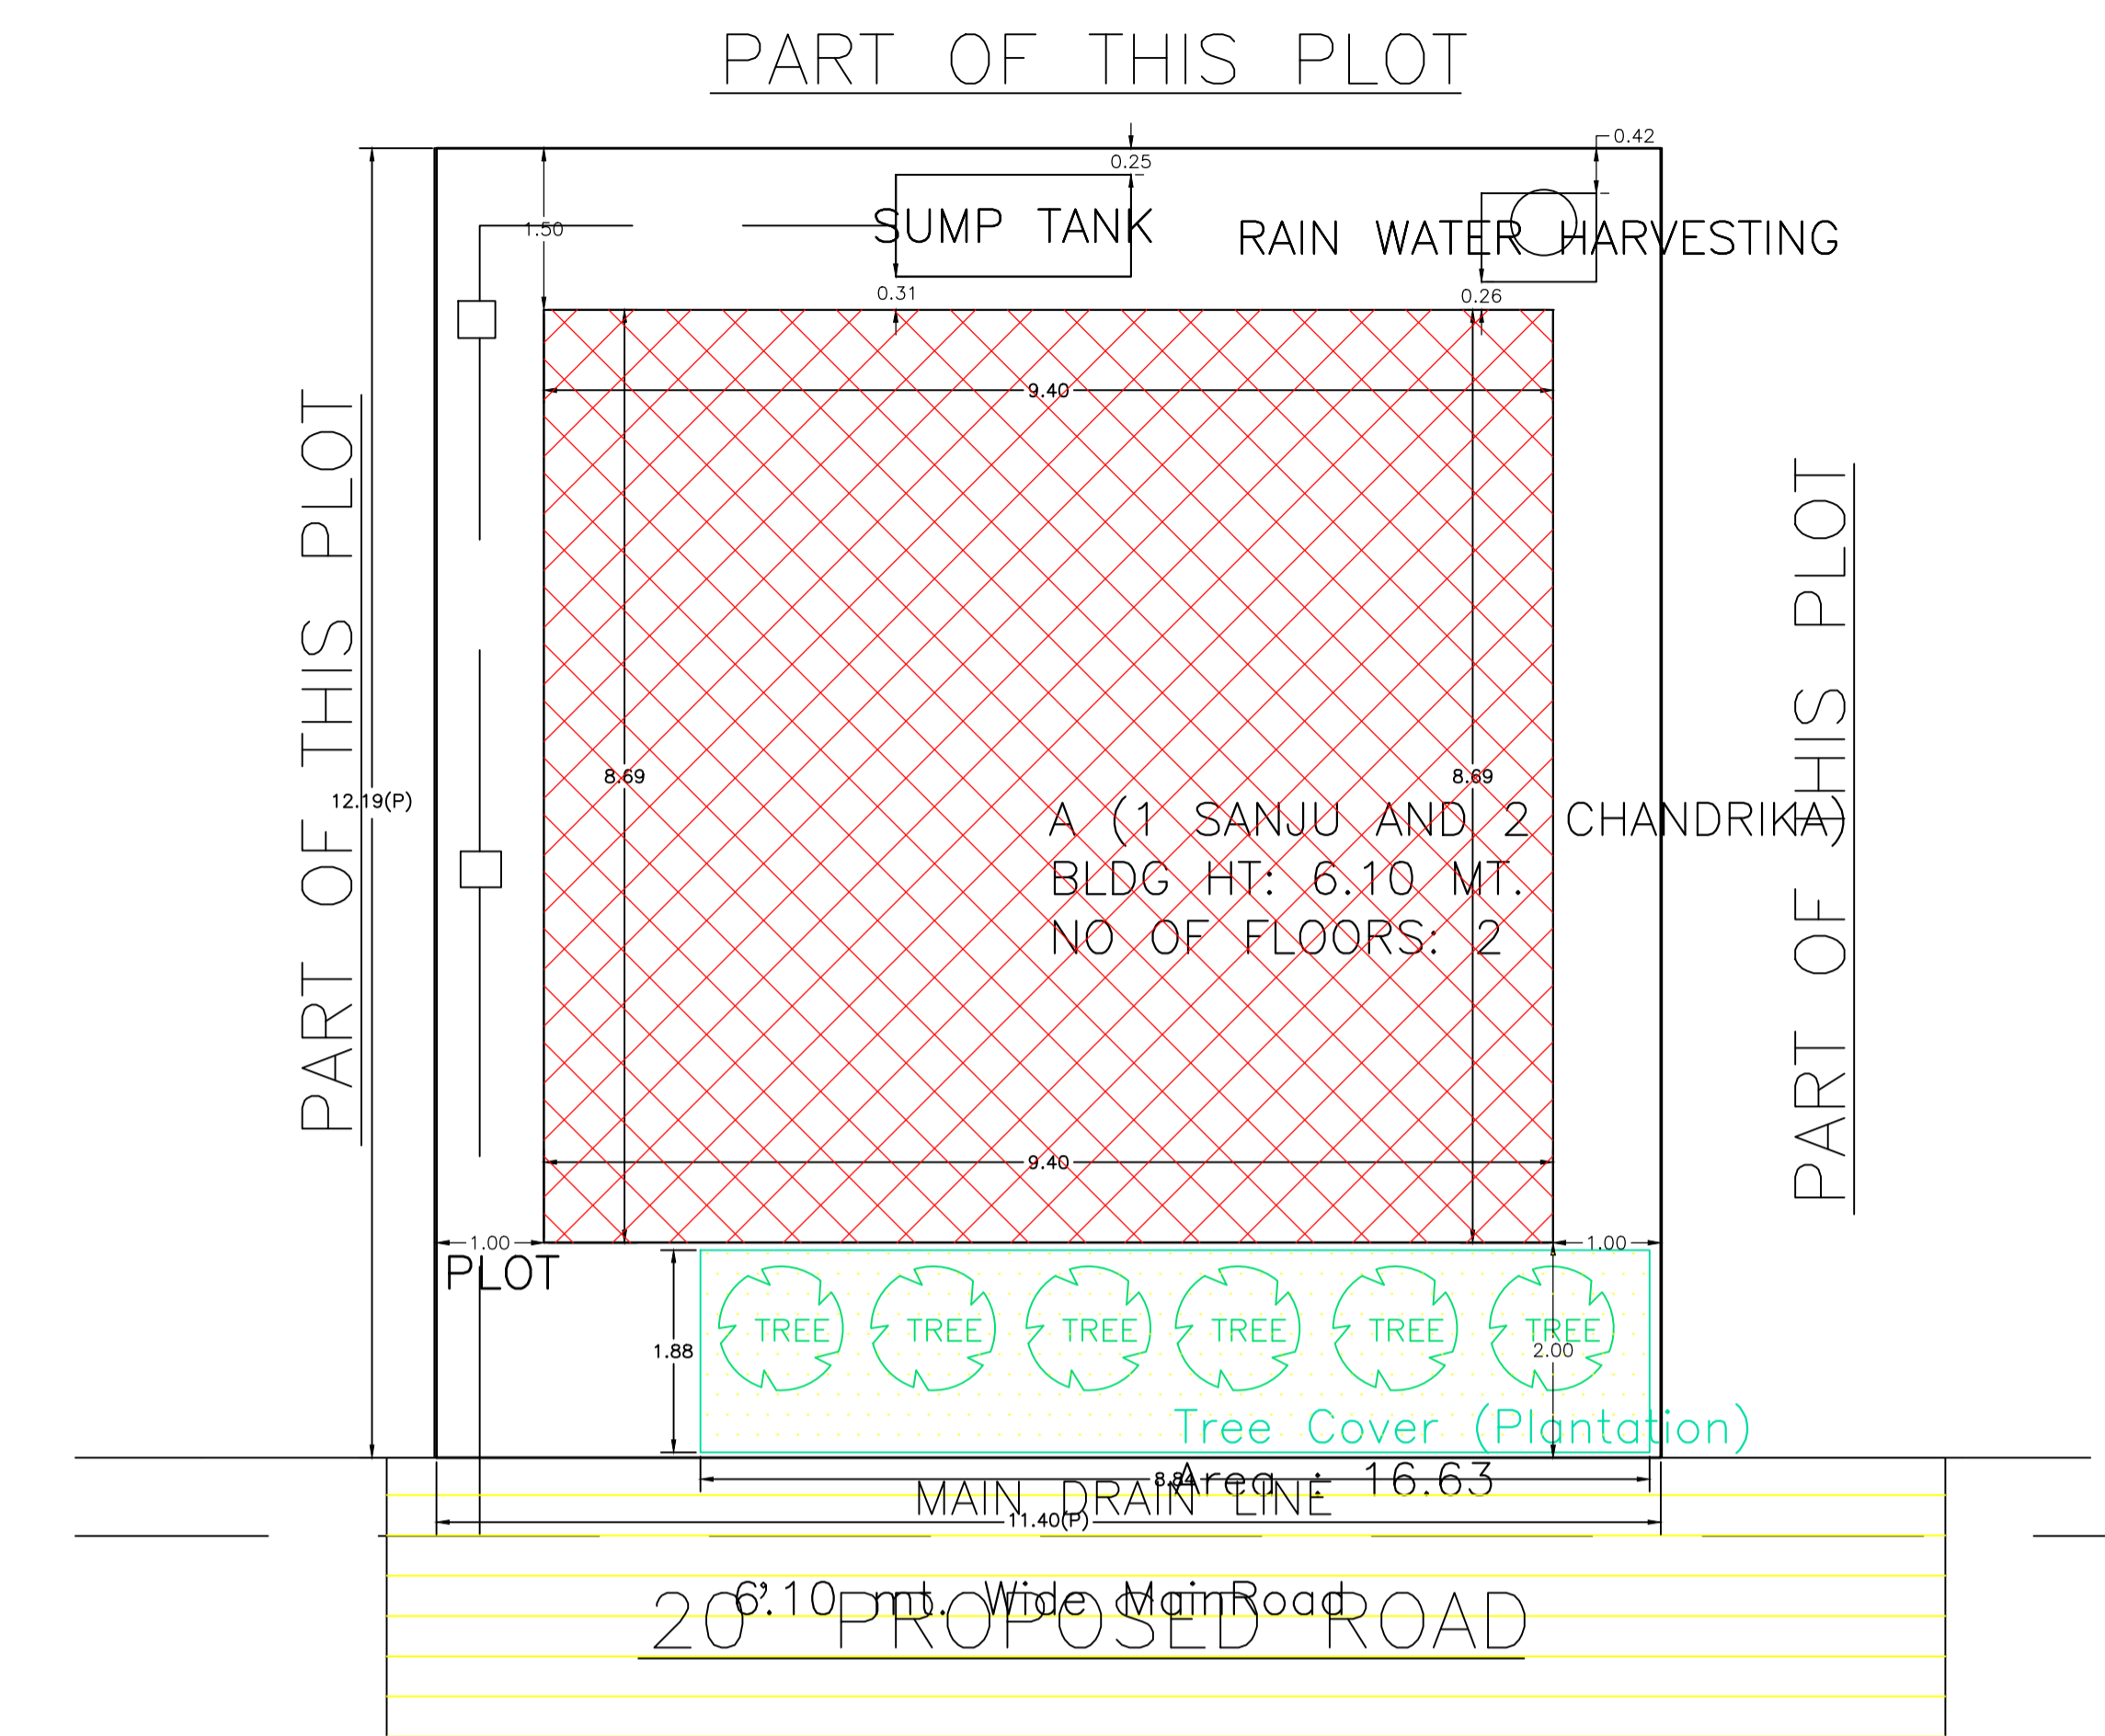 PART OF THIS PLOT
0.42
0.25
1.50
SUMP TANK
RAIN WATER HARVESTING
0.31
0.26
9.40
PART OF THIS PLOT
PART OF THIS PLOT
8.69
8.69
12.19(P)
A (1 SANJU AND 2 CHANDRIKA)
BLDG HT: 6.10 MT.
NO OF FLOORS: 2
9.40
1.00
1.00
PLOT
TREE TREE TREE TREE TREE TREE
1.88
2.00
Tree Cover (Plantation)
Area : 16.63
8.84
MAIN DRAIN LINE
11.40(P)
6.10 mt. Wide MainRoad
20' PROPOSED ROAD